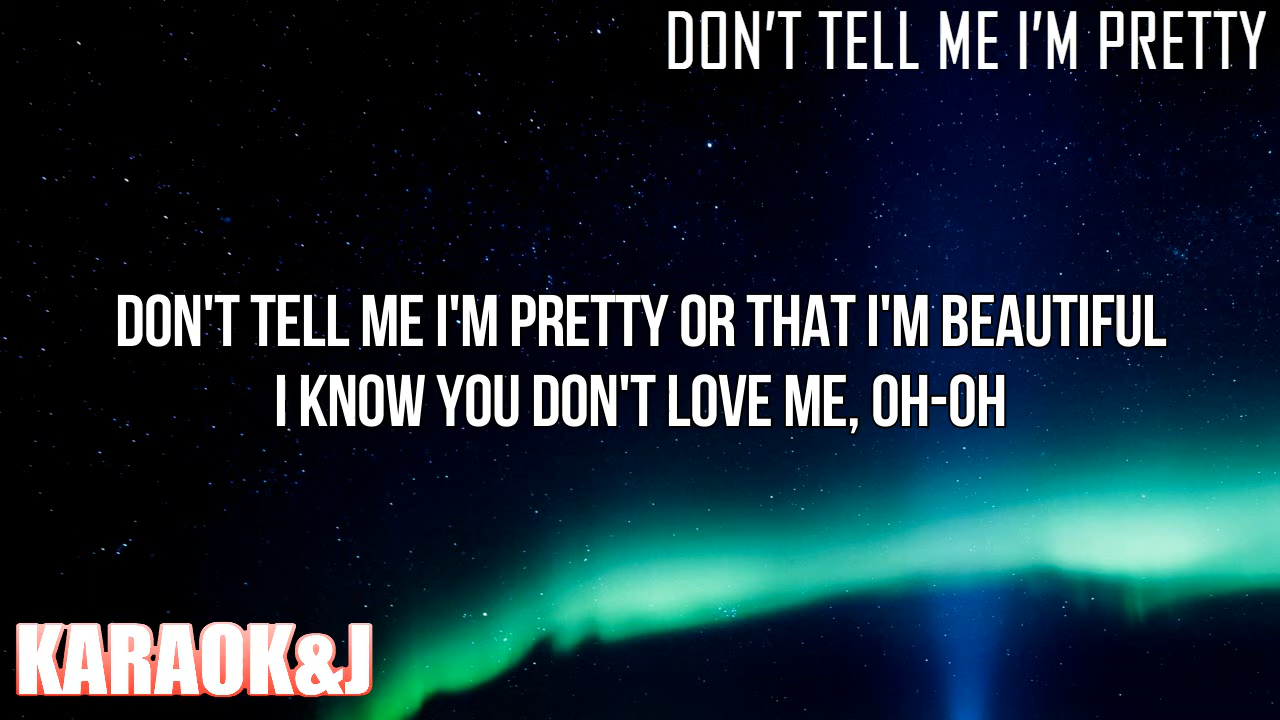 DON'T TELL ME I'M PRETTY
DON'T TELL ME I'M PRETTY OR THAT I'M BEAUTIFUL
I KNOW YOU DON'T LOVE ME, OH-OH
KARAOK&J